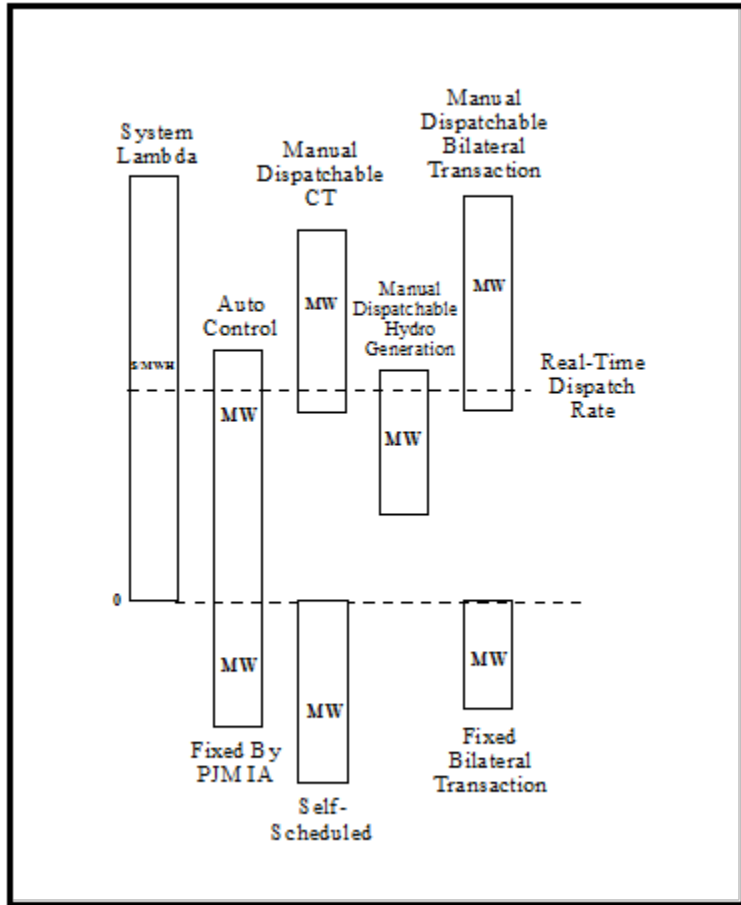 System
Lambda
Manual
Dispatchable
CT
Manual
Dispatchable
Bilateral
Transaction
Auto
Control
Manual
Dispatchable
Hydro
Generation
MW
MW
$/MWH
Real-Time
Dispatch
Rate
MW
MW
0
MW
MW
MW
Fixed By
PJM IA
Self-
Scheduled
Fixed
Bilateral
Transaction